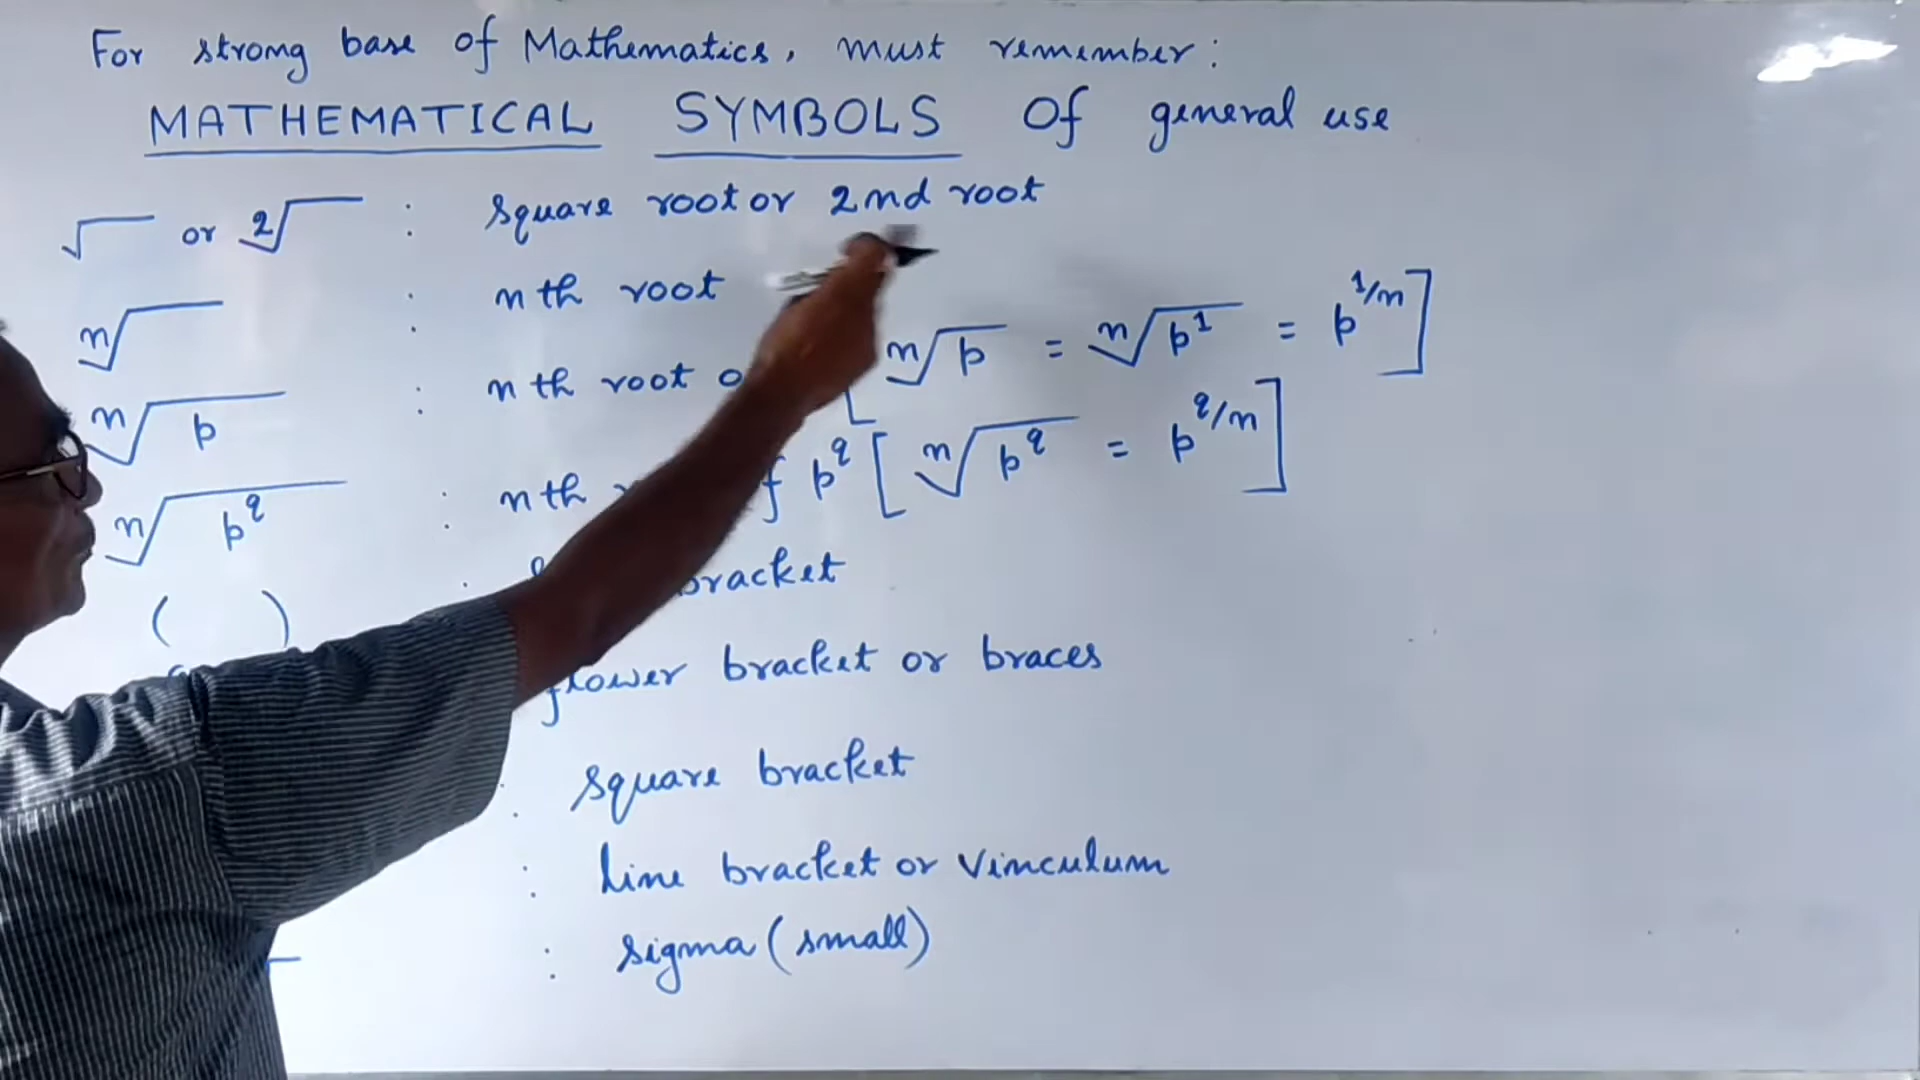 For strong base of Mathematics, must remember:
MATHEMATICAL SYMBOLS Of general use
√ or ²√ : square root or 2nd root
ⁿ√ : nth root
ⁿ√p : nth root [ⁿ√p = ⁿ√p¹ = p^1/n]
ⁿ√p^q : nth p^q [ⁿ√p^q = p^q/n]
( ) : bracket
flower bracket or braces
: square bracket
: Line bracket or Vinculum
: sigma (small)